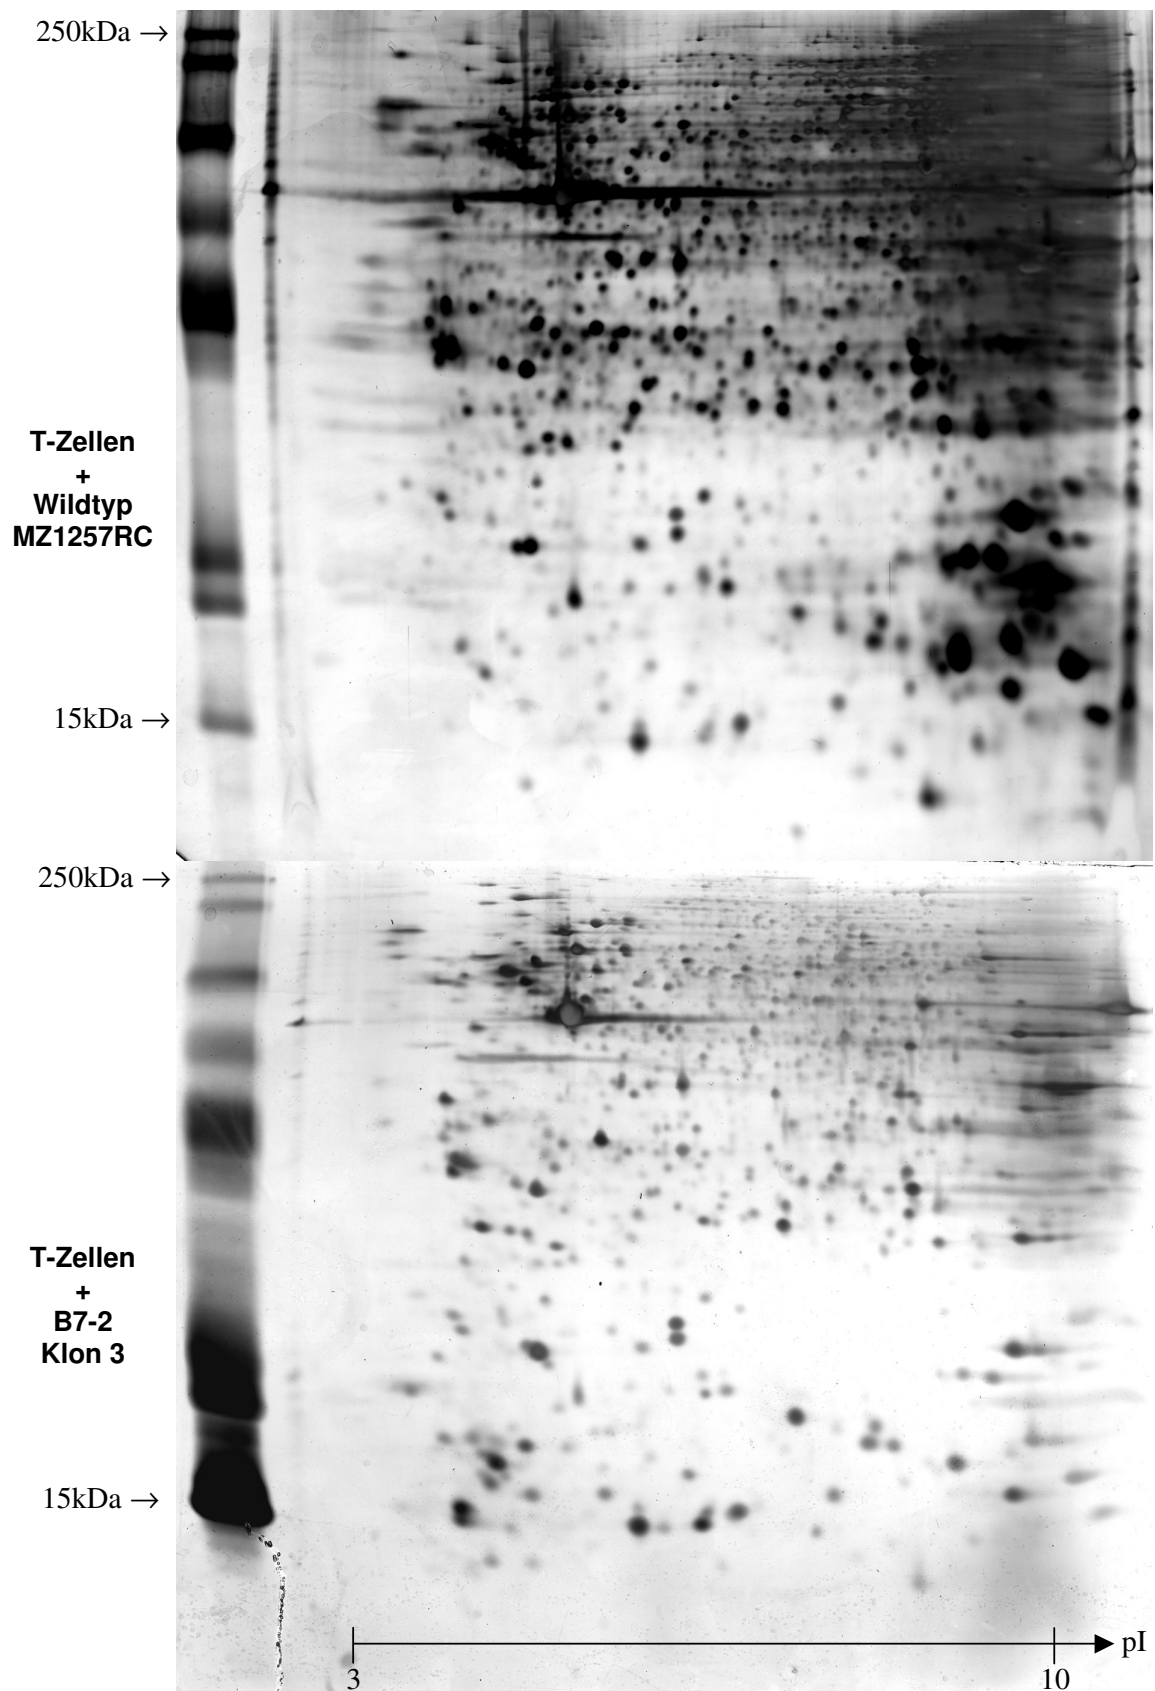 250kDa →
T-Zellen
+
Wildtyp
MZ1257RC
15kDa →
250kDa →
T-Zellen
+
B7-2
Klon 3
15kDa →
pI
3 10